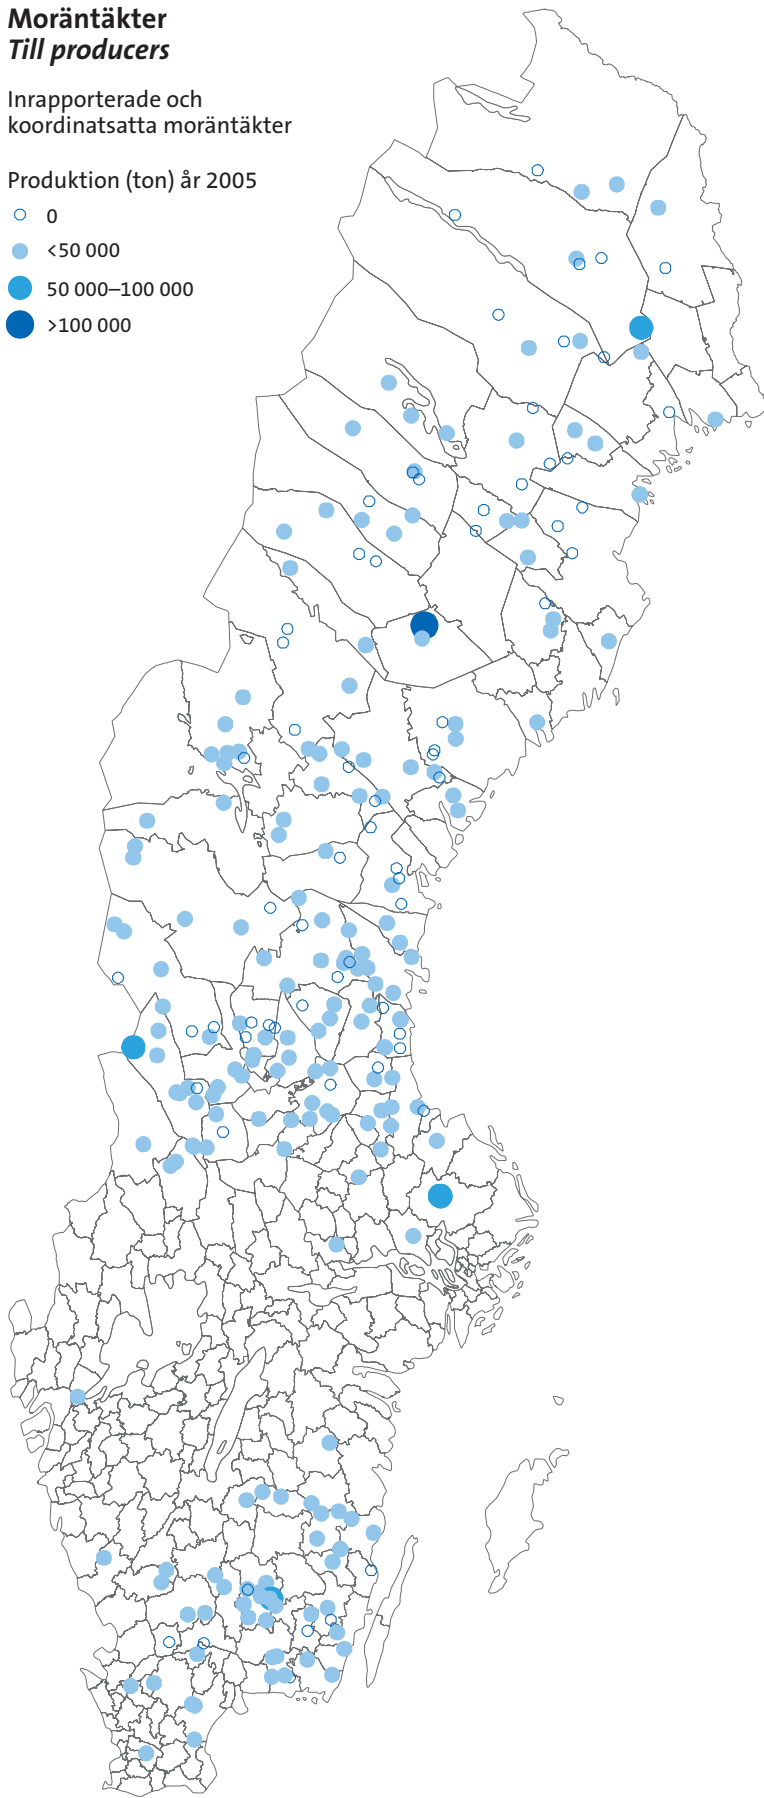 Moräntäkter
Till producers
Inrapporterade och
koordinatsatta moräntäkter
Produktion (ton) år 2005
0
<50 000
50 000–100 000
>100 000